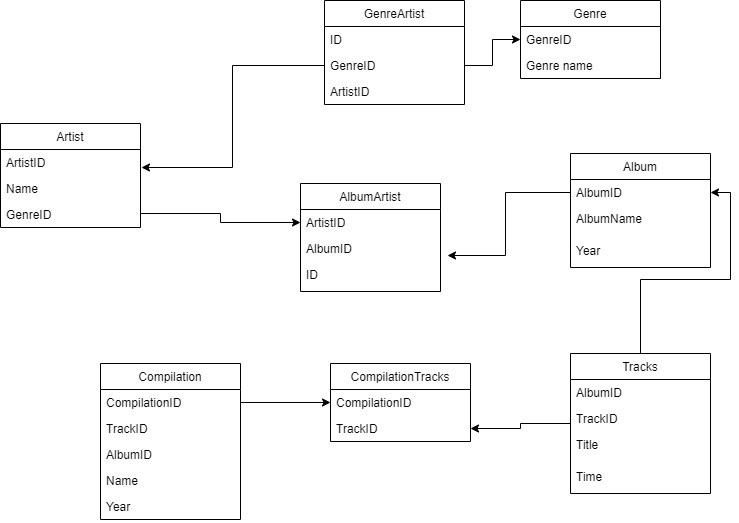 GenreArtist
ID
GenreID
ArtistID
Genre
GenreID
Genre name
Artist
ArtistID
Name
GenreID
AlbumArtist
ArtistID
AlbumID
ID
Album
AlbumID
AlbumName
Year
Compilation
CompilationID
TrackID
AlbumID
Name
Year
CompilationTracks
CompilationID
TrackID
Tracks
AlbumID
TrackID
Title
Time